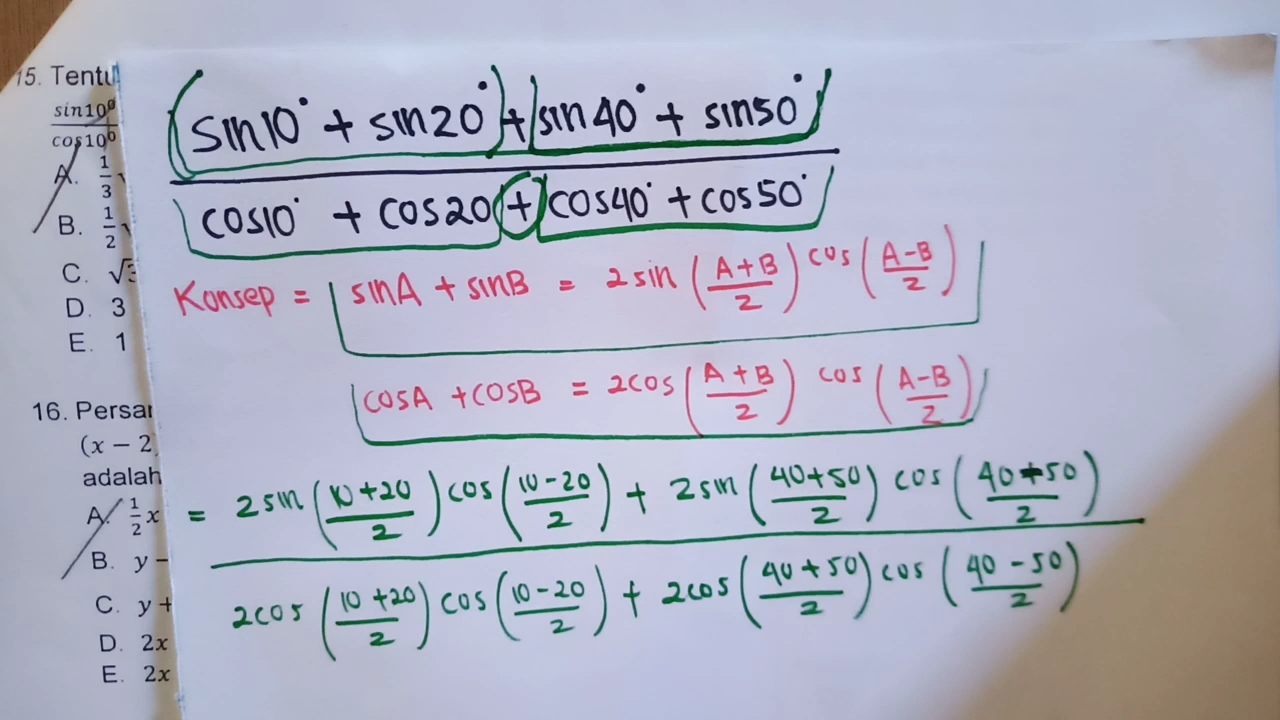 15. Tentu
sin10⁰
cos10⁰
A. 1/3
B. 1/2
C. √3
D. 3
E. 1
16. Persar
(x − 2
adalah
A. 1/2 x
B. y −
C. y +
D. 2x
E. 2x
sin10° + sin20° + sin40° + sin50°
cos10° + cos20 + cos40° + cos50°
Konsep = sinA + sinB = 2 sin (A+B/2) cos (A−B/2)
cosA + cosB = 2cos (A+B/2) cos (A−B/2)
= 2 sin (10+20/2) cos (10−20/2) + 2 sin (40+50/2) cos (40−50/2)
2cos (10+20/2) cos (10−20/2) + 2cos (40+50/2) cos (40−50/2)